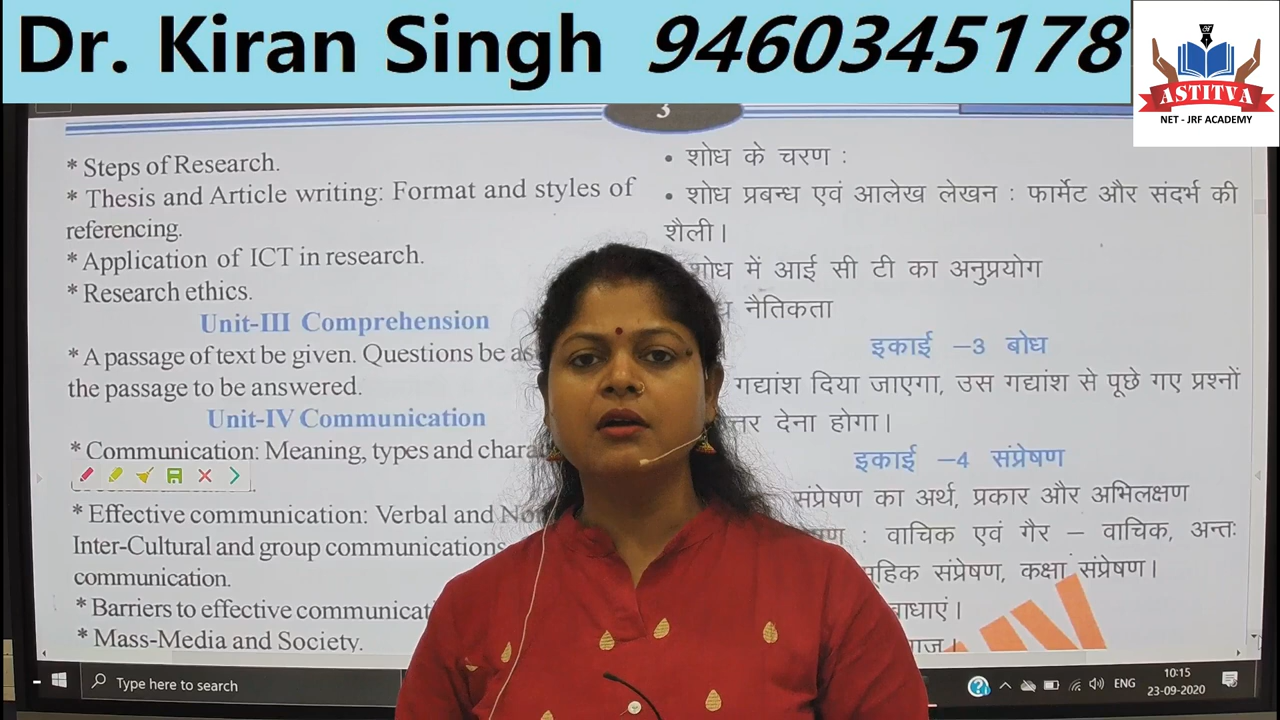 Dr. Kiran Singh 9460345178
ASTITVA
NET - JRF ACADEMY
3
* Steps of Research.
* Thesis and Article writing: Format and styles of
referencing.
* Application of ICT in research.
* Research ethics.
Unit-III Comprehension
* A passage of text be given. Questions be as
the passage to be answered.
Unit-IV Communication
* Communication: Meaning, types and chara
* Effective communication: Verbal and No
Inter-Cultural and group communications
communication.
* Barriers to effective communicat
* Mass-Media and Society.
• शोध के चरण :
• शोध प्रबन्ध एवं आलेख लेखन : फार्मेट और संदर्भ की
शैली।
शोध में आई सी टी का अनुप्रयोग
नैतिकता
इकाई –3 बोध
गद्यांश दिया जाएगा, उस गद्यांश से पूछे गए प्रश्नों
त्तर देना होगा।
इकाई –4 संप्रेषण
संप्रेषण का अर्थ, प्रकार और अभिलक्षण
षण : वाचिक एवं गैर – वाचिक, अन्तः
मूहिक संप्रेषण, कक्षा संप्रेषण।
बाधाएं।
Type here to search
ENG
10:15
23-09-2020